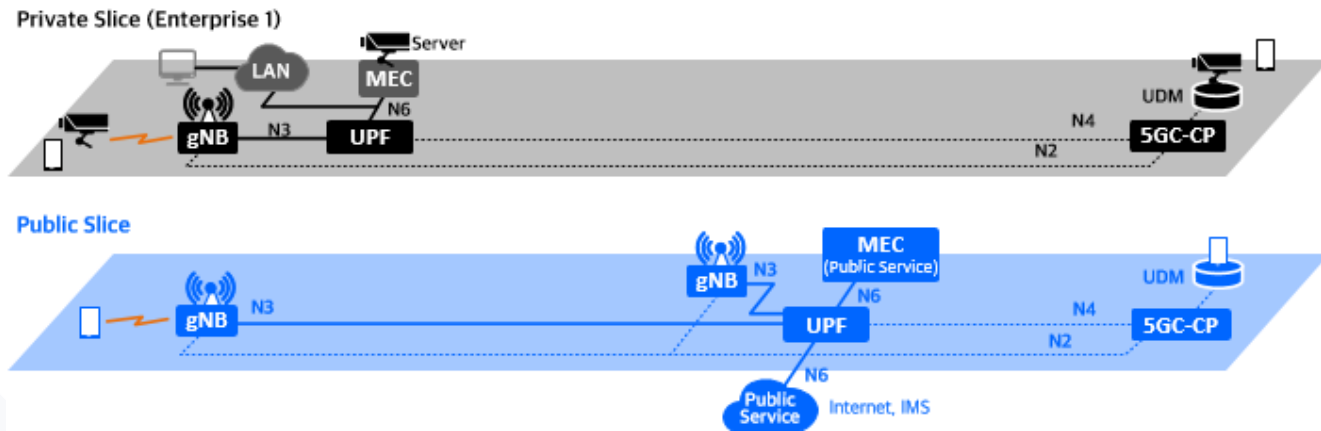 Private Slice (Enterprise 1)
Server
LAN
MEC
UDM
N6
N4
gNB
N3
UPF
5GC-CP
N2
Public Slice
MEC
(Public Service)
gNB
N3
UDM
N6
gNB
N3
UPF
N4
5GC-CP
N2
N6
Public
Service
Internet, IMS